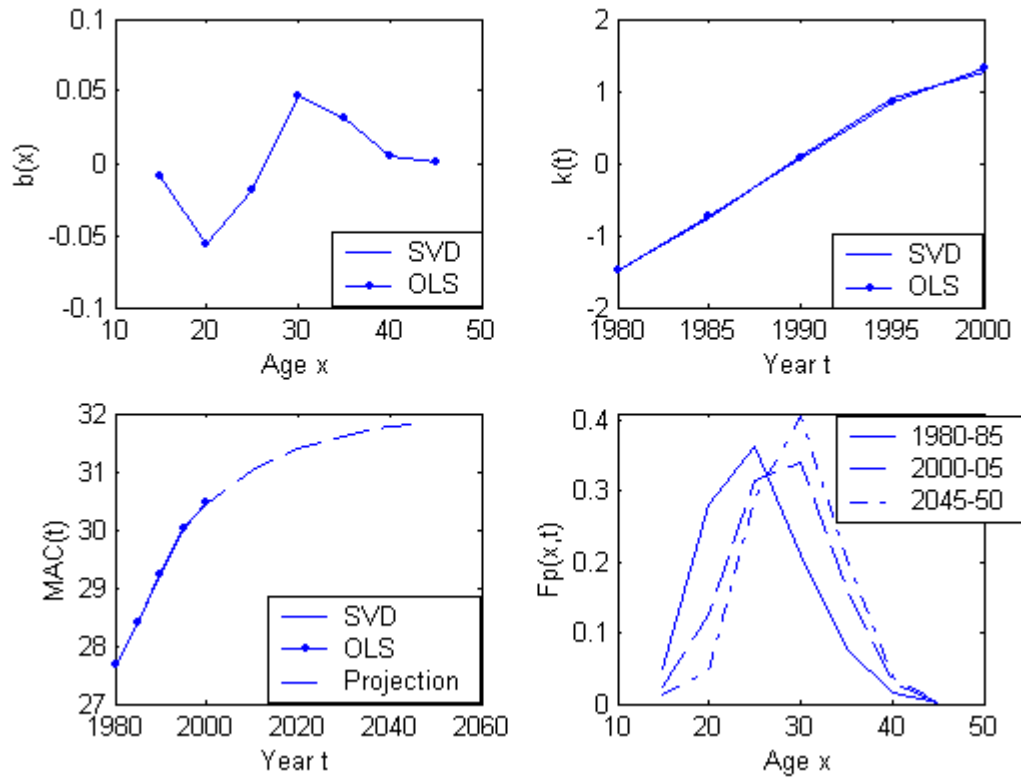 0.1
0.05
0
-0.05
-0.1
b(x)
10 20 30 40 50
Age x
SVD
OLS
2
1
0
-1
-2
k(t)
1980 1985 1990 1995 2000
Year t
SVD
OLS
32
31
30
29
28
27
MAC(t)
1980 2000 2020 2040 2060
Year t
SVD
OLS
Projection
0.4
0.3
0.2
0.1
0
Fp(x,t)
10 20 30 40 50
Age x
1980-85
2000-05
2045-50